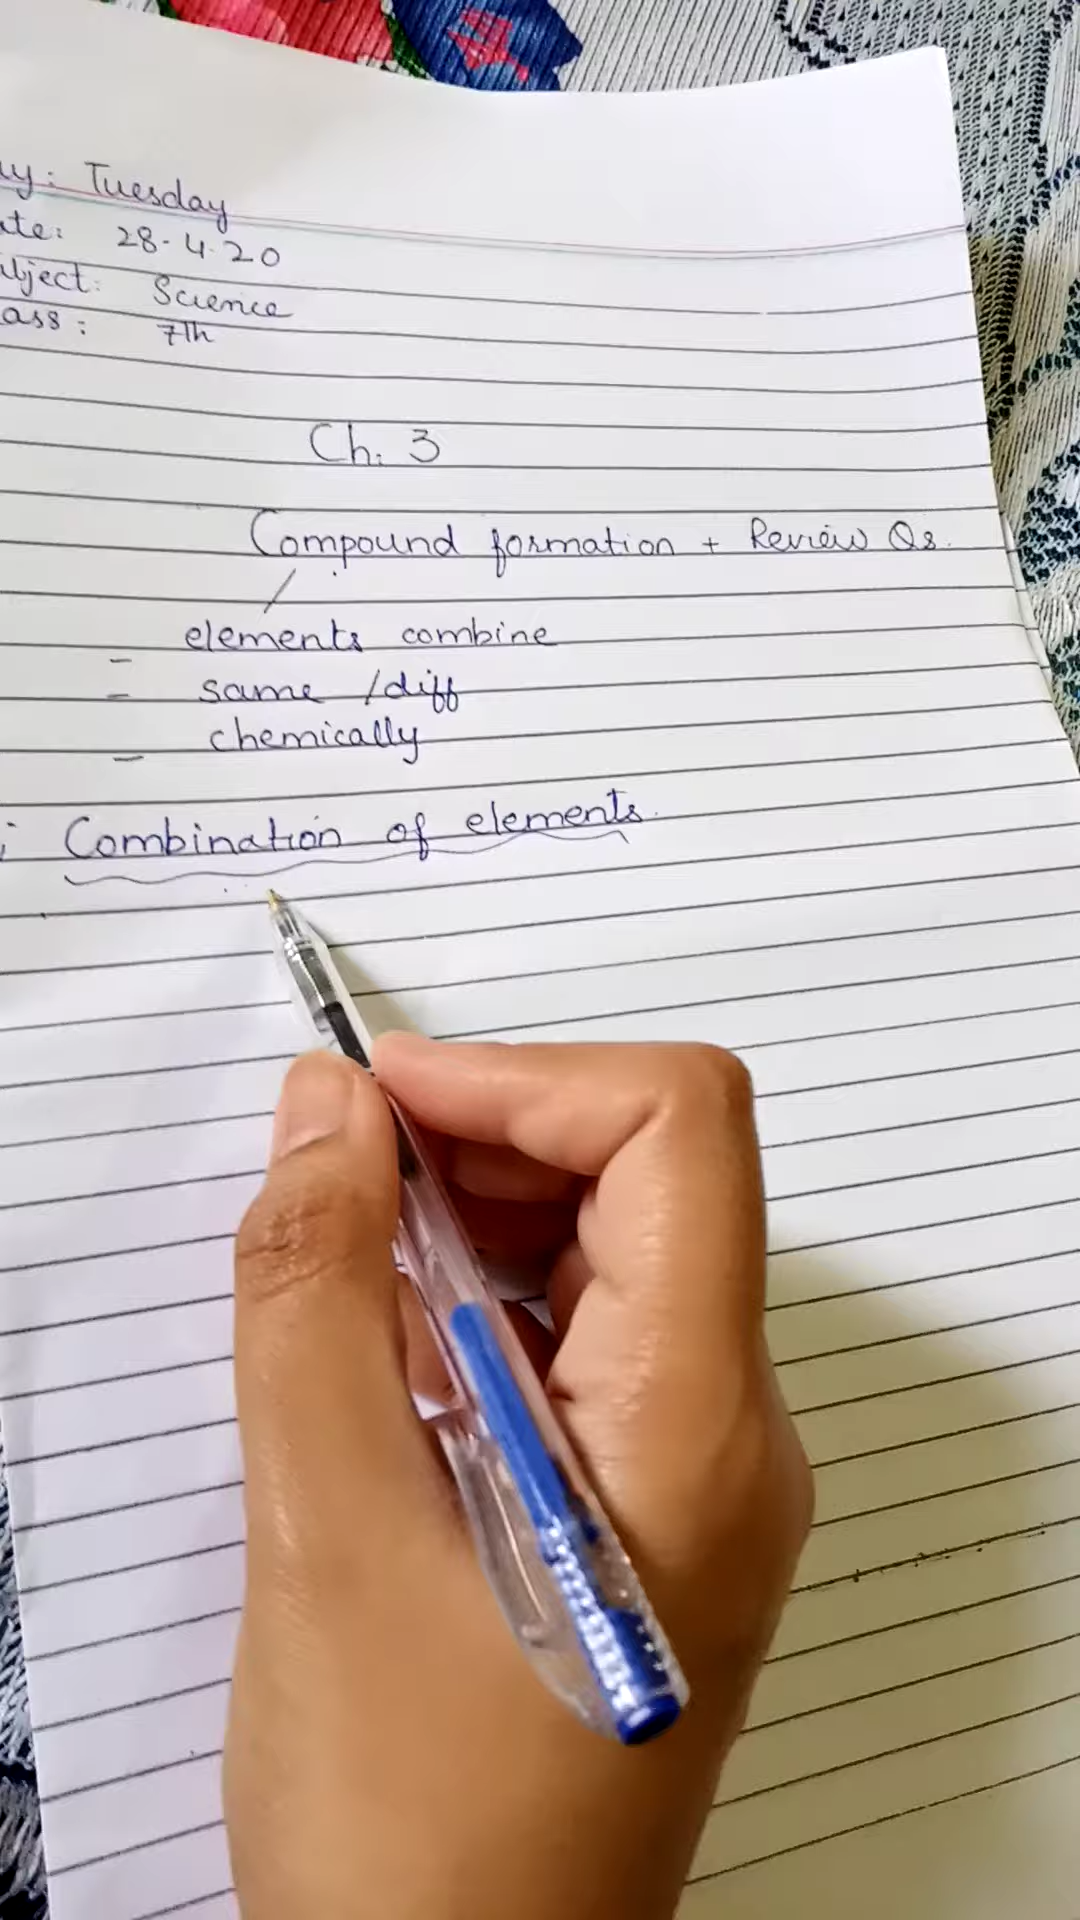 Tuesday
28.4.20
Science
7th
Ch. 3
Compound formation + Review Qs.
- elements combine
- same / diff
- chemically
Combination of elements.